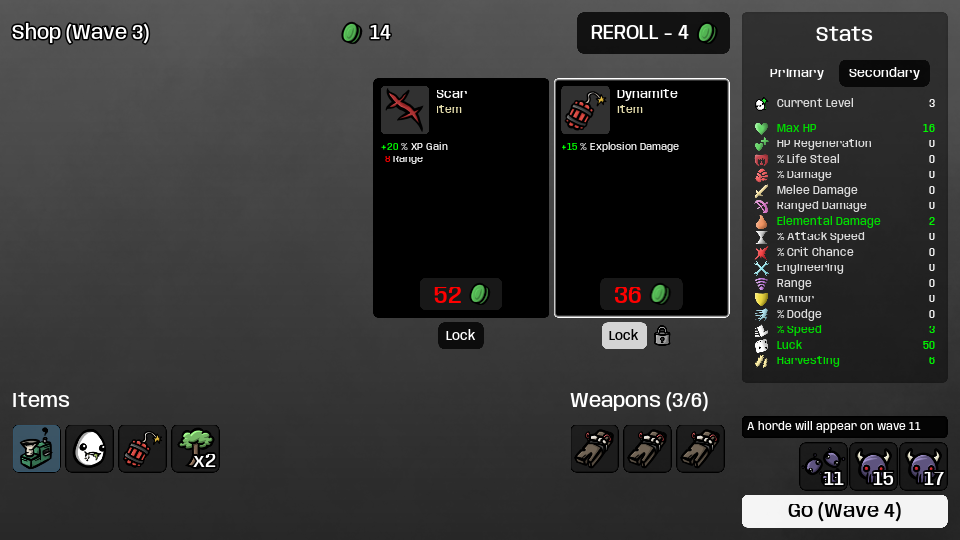 Shop (Wave 3)
14
REROLL - 4
Scar
Item
+20 % XP Gain
Range
52
Lock
Dynamite
Item
+15 % Explosion Damage
36
Lock
Stats
Primary
Secondary
Current Level 3
Max HP 16
HP Regeneration 0
% Life Steal 0
% Damage 0
Melee Damage 0
Ranged Damage 0
Elemental Damage 2
% Attack Speed 0
% Crit Chance 0
Engineering 0
Range 0
Armor 0
% Dodge 0
% Speed 3
Luck 50
Harvesting 6
Items
x2
Weapons (3/6)
A horde will appear on wave 11
11
15
17
Go (Wave 4)